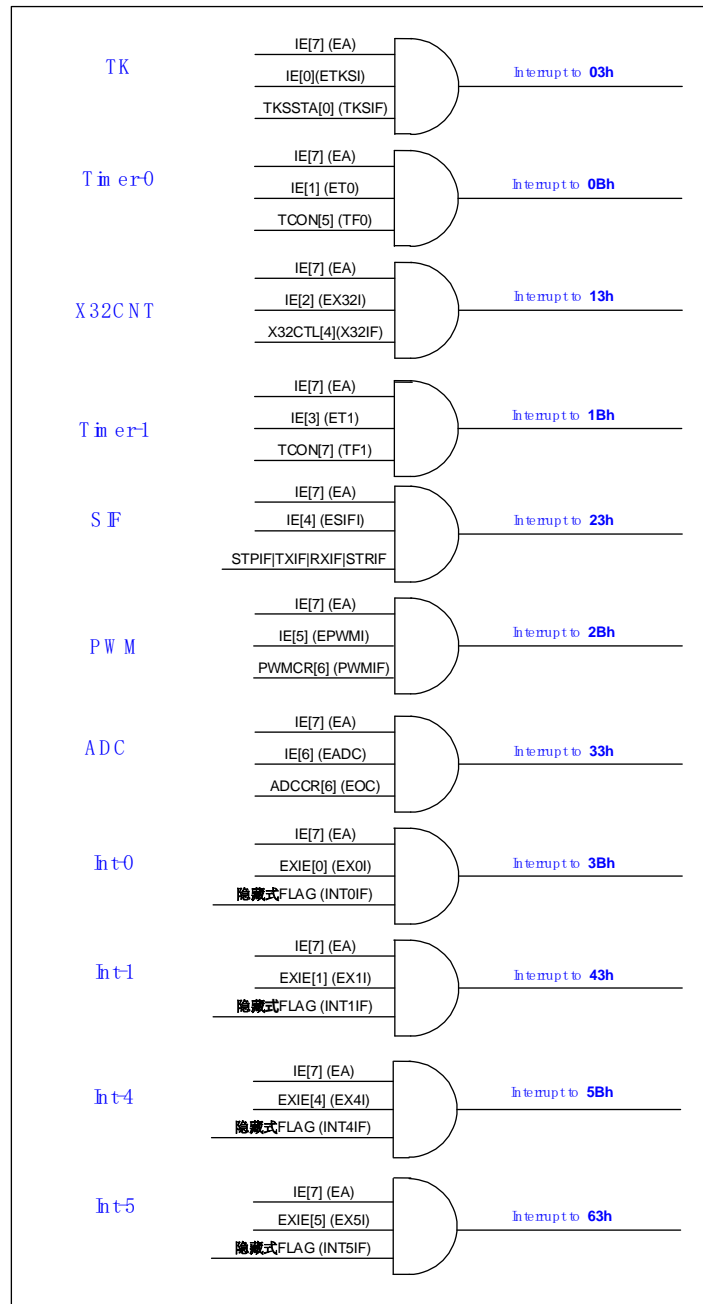 IE[7] (EA)
TK
IE[0](ETKSI)
Interrupt to 03h
TKSSTA[0] (TKSIF)
IE[7] (EA)
Timer-0
IE[1] (ET0)
Interrupt to 0Bh
TCON[5] (TF0)
IE[7] (EA)
X32CNT
IE[2] (EX32I)
Interrupt to 13h
X32CTL[4](X32IF)
IE[7] (EA)
Timer-1
IE[3] (ET1)
Interrupt to 1Bh
TCON[7] (TF1)
IE[7] (EA)
SIF
IE[4] (ESIFI)
Interrupt to 23h
STPIF|TXIF|RXIF|STRIF
IE[7] (EA)
PWM
IE[5] (EPWMI)
Interrupt to 2Bh
PWMCR[6] (PWMIF)
IE[7] (EA)
ADC
IE[6] (EADC)
Interrupt to 33h
ADCCR[6] (EOC)
IE[7] (EA)
Int-0
EXIE[0] (EX0I)
Interrupt to 3Bh
隐藏式FLAG (INT0IF)
IE[7] (EA)
Int-1
EXIE[1] (EX1I)
Interrupt to 43h
隐藏式FLAG (INT1IF)
IE[7] (EA)
Int-4
EXIE[4] (EX4I)
Interrupt to 5Bh
隐藏式FLAG (INT4IF)
IE[7] (EA)
Int-5
EXIE[5] (EX5I)
Interrupt to 63h
隐藏式FLAG (INT5IF)